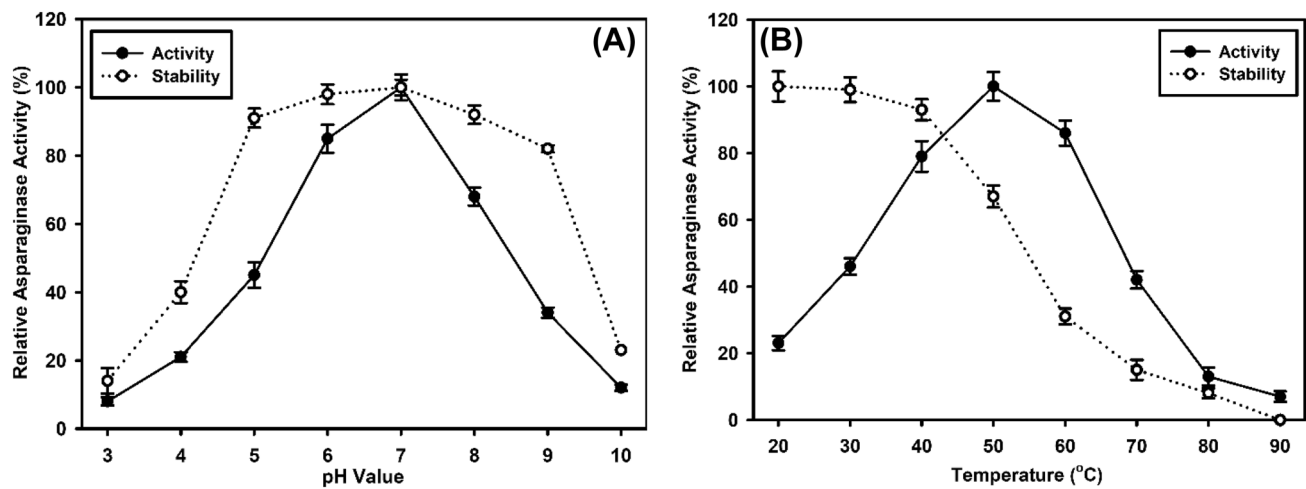 (A)
Activity
Stability
Relative Asparaginase Activity (%)
120
100
80
60
40
20
0
3 4 5 6 7 8 9 10
pH Value
(B)
Activity
Stability
Relative Asparaginase Activity (%)
120
100
80
60
40
20
0
20 30 40 50 60 70 80 90
Temperature (°C)